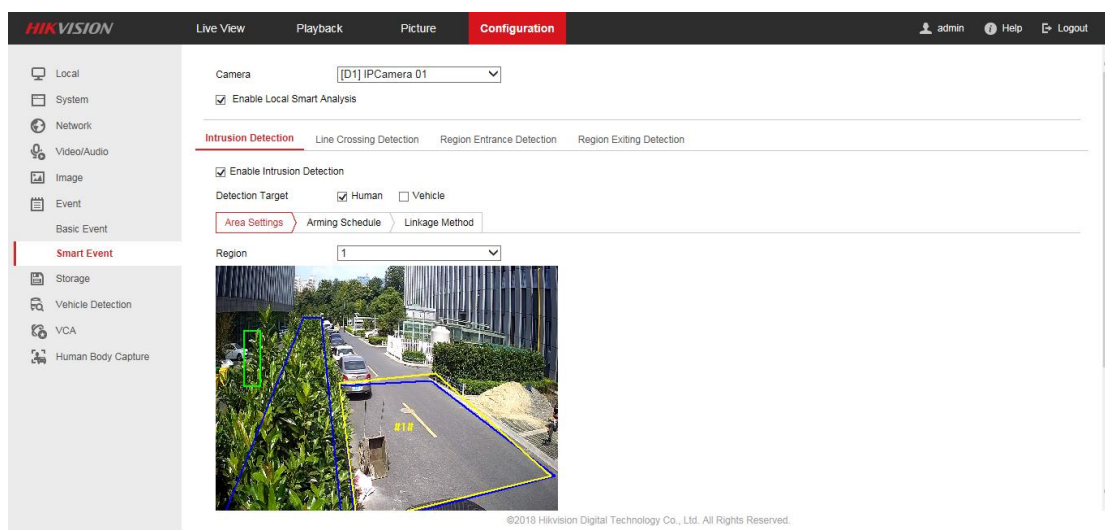 HIKVISION Live View Playback Picture Configuration admin Help Logout
Local
System
Network
Video/Audio
Image
Event
Basic Event
Smart Event
Storage
Vehicle Detection
VCA
Human Body Capture
Camera [D1] IPCamera 01
Enable Local Smart Analysis
Intrusion Detection Line Crossing Detection Region Entrance Detection Region Exiting Detection
Enable Intrusion Detection
Detection Target Human Vehicle
Area Settings Arming Schedule Linkage Method
Region 1
#1#
©2018 Hikvision Digital Technology Co., Ltd. All Rights Reserved.